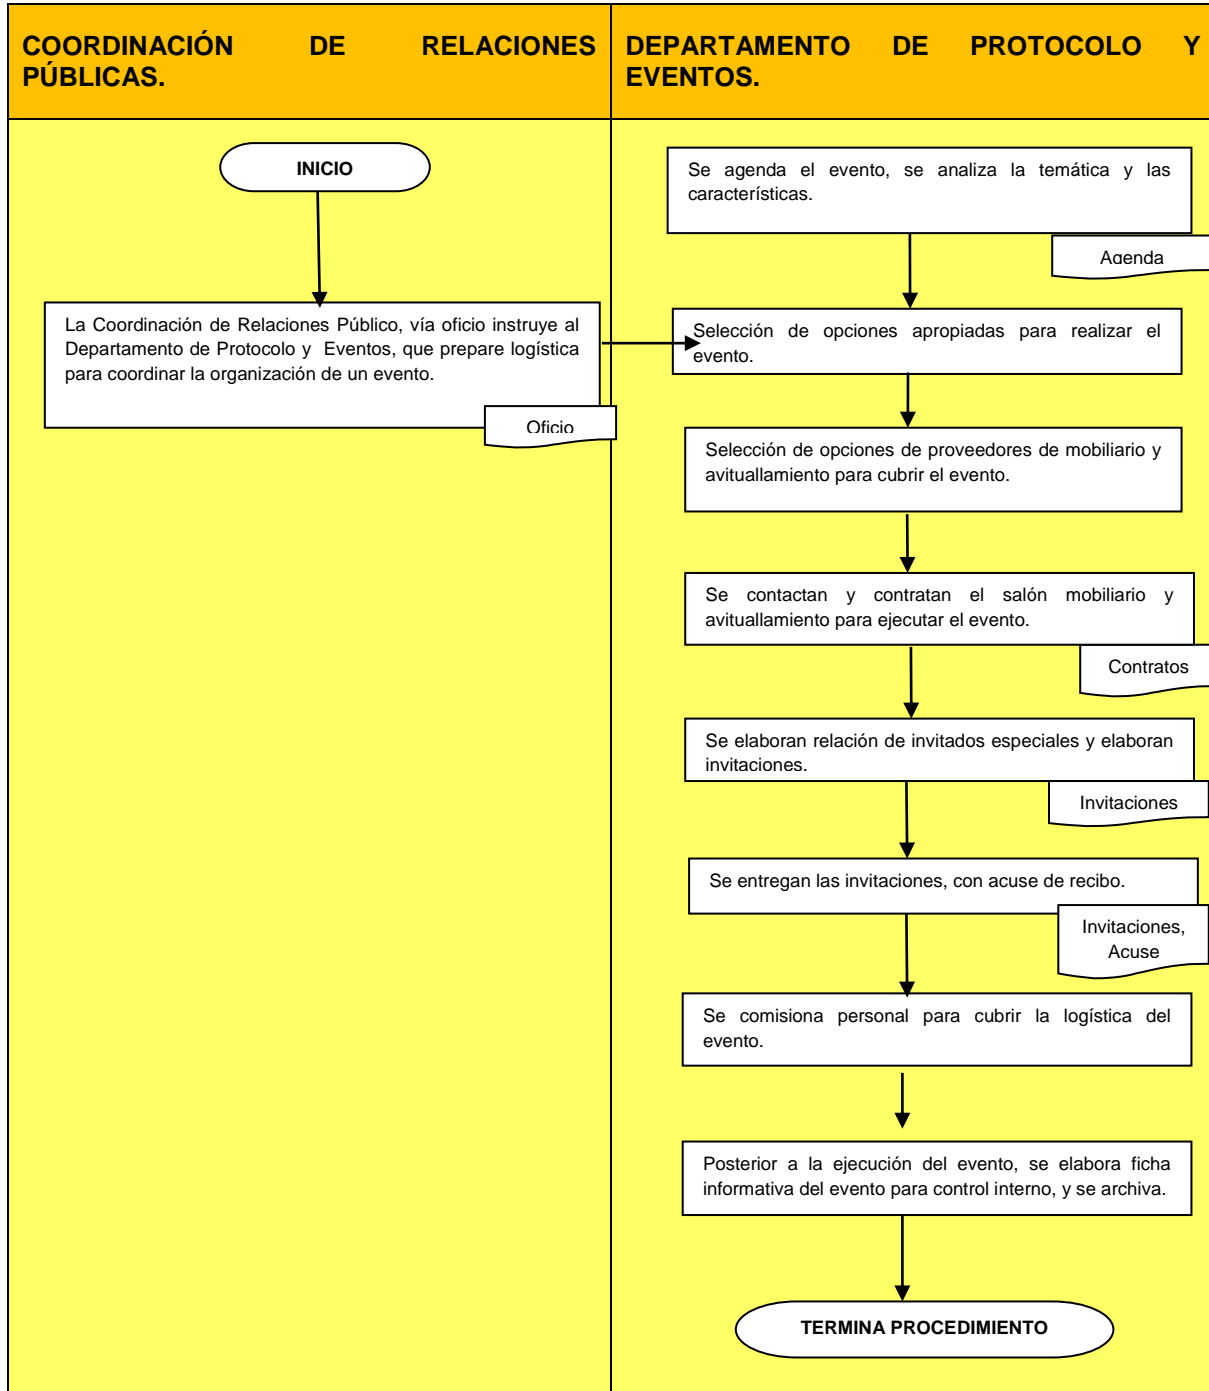 COORDINACIÓN DE RELACIONES
PÚBLICAS.
DEPARTAMENTO DE PROTOCOLO Y
EVENTOS.
INICIO
La Coordinación de Relaciones Público, vía oficio instruye al
Departamento de Protocolo y Eventos, que prepare logística
para coordinar la organización de un evento.
Oficio
Se agenda el evento, se analiza la temática y las
características.
Agenda
Selección de opciones apropiadas para realizar el
evento.
Selección de opciones de proveedores de mobiliario y
avituallamiento para cubrir el evento.
Se contactan y contratan el salón mobiliario y
avituallamiento para ejecutar el evento.
Contratos
Se elaboran relación de invitados especiales y elaboran
invitaciones.
Invitaciones
Se entregan las invitaciones, con acuse de recibo.
Invitaciones,
Acuse
Se comisiona personal para cubrir la logística del
evento.
Posterior a la ejecución del evento, se elabora ficha
informativa del evento para control interno, y se archiva.
TERMINA PROCEDIMIENTO